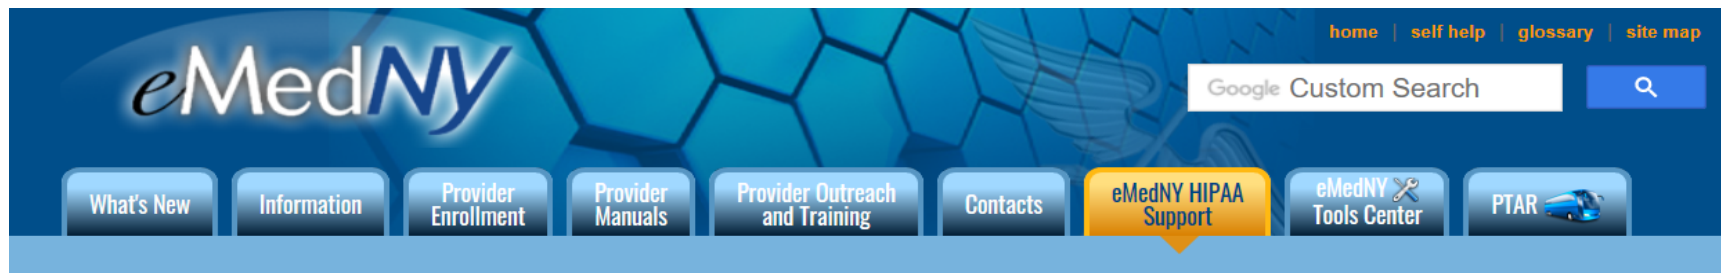 home | self help | glossary | site map
eMedNY
Google Custom Search
What's New
Information
Provider
Enrollment
Provider
Manuals
Provider Outreach
and Training
Contacts
eMedNY HIPAA
Support
eMedNY
Tools Center
PTAR